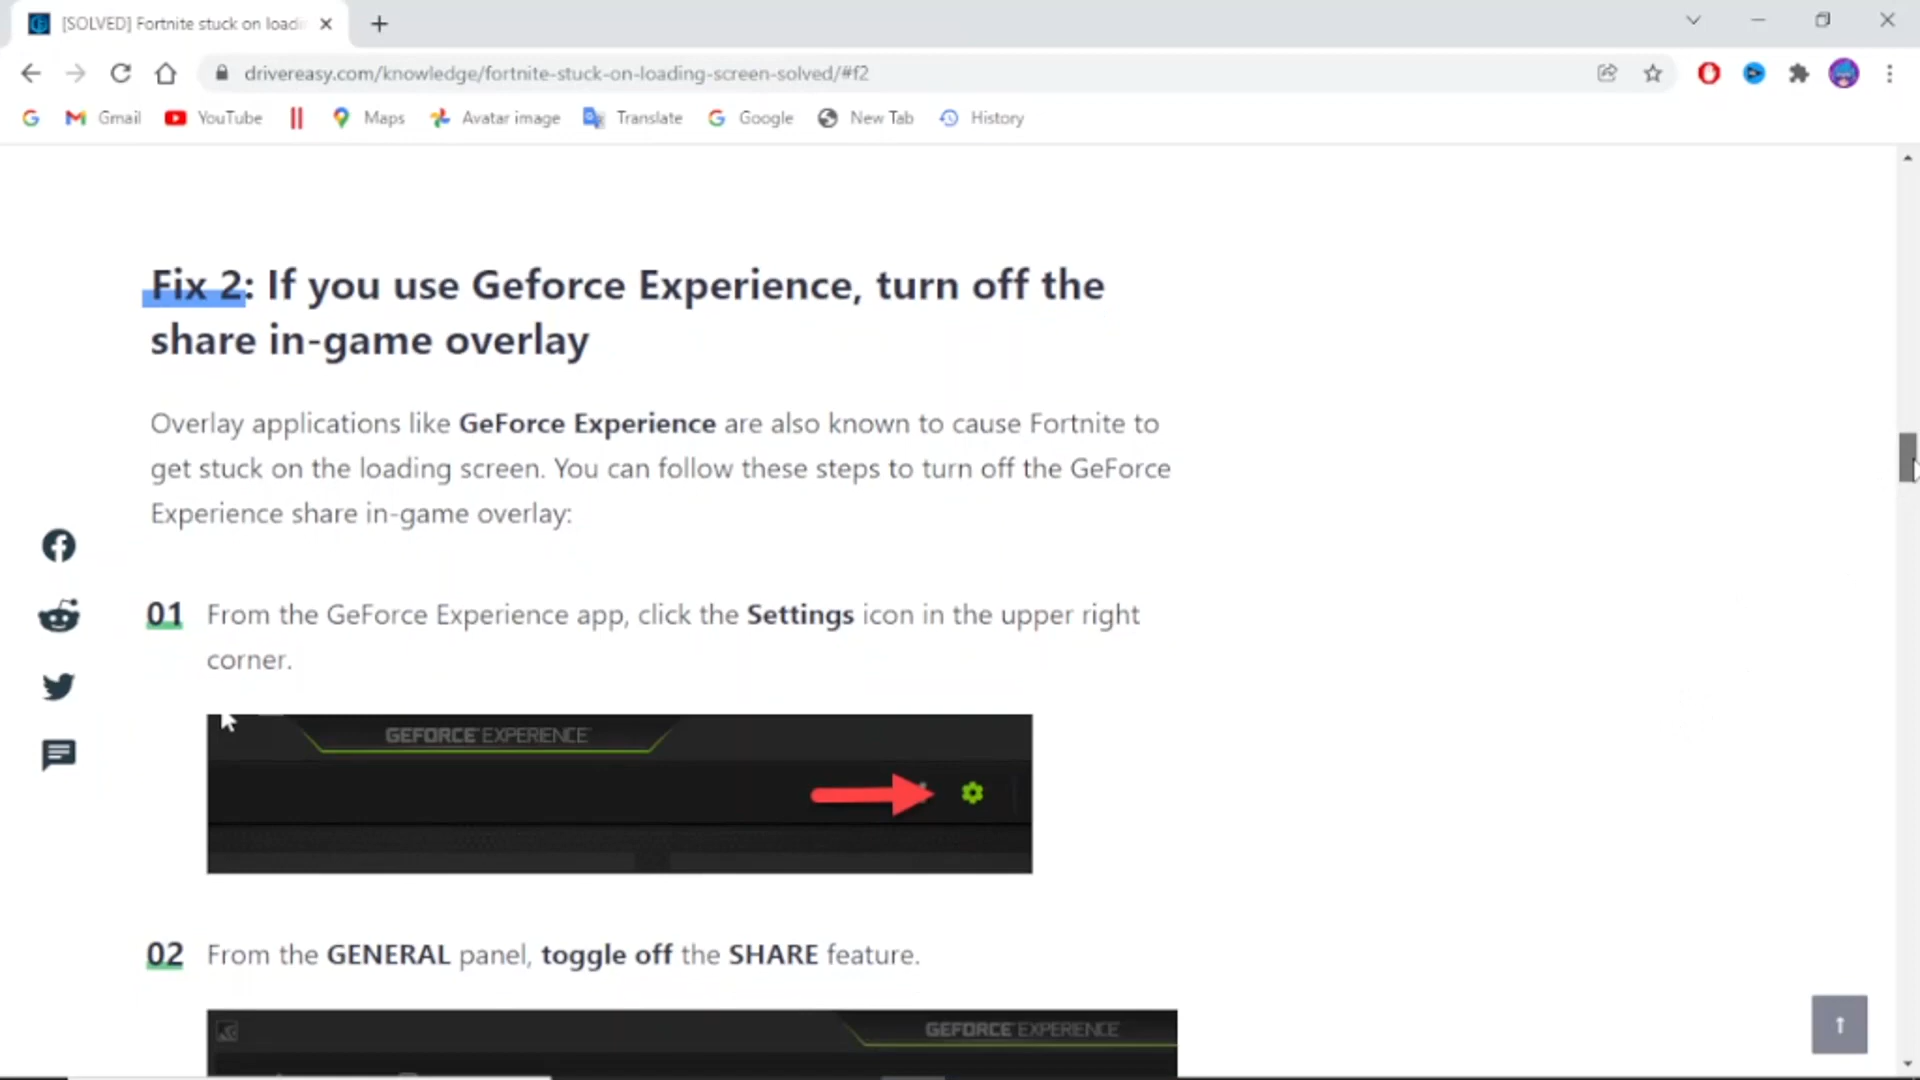 [SOLVED] Fortnite stuck on loadi
drivereasy.com/knowledge/fortnite-stuck-on-loading-screen-solved/#f2
Gmail YouTube Maps Avatar image Translate Google New Tab History
Fix 2: If you use Geforce Experience, turn off the
share in-game overlay
Overlay applications like GeForce Experience are also known to cause Fortnite to
get stuck on the loading screen. You can follow these steps to turn off the GeForce
Experience share in-game overlay:
01 From the GeForce Experience app, click the Settings icon in the upper right
corner.
GEFORCE EXPERIENCE
02 From the GENERAL panel, toggle off the SHARE feature.
GEFORCE EXPERIENCE